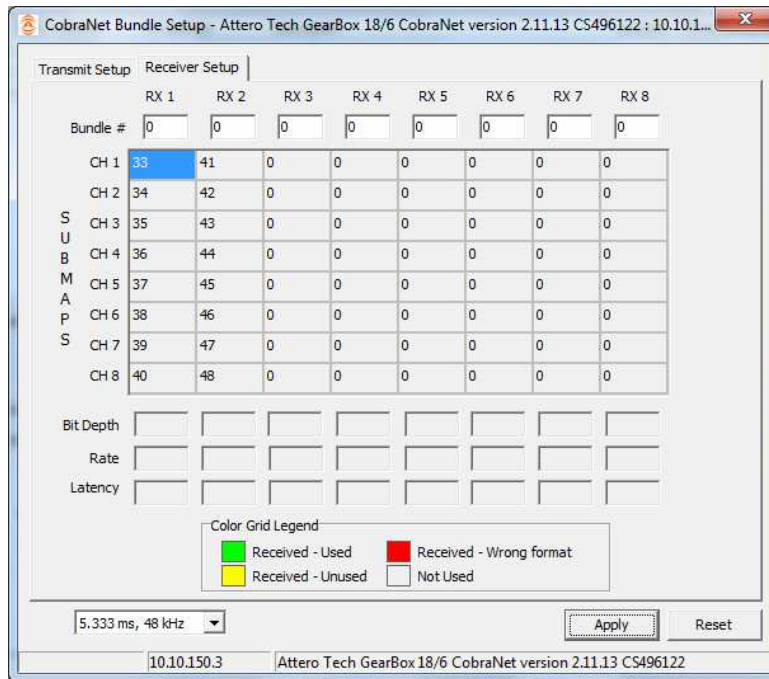 CobraNet Bundle Setup - Attero Tech GearBox 18/6 CobraNet version 2.11.13 CS496122 : 10.10.1...
Transmit Setup Receiver Setup
RX 1 RX 2 RX 3 RX 4 RX 5 RX 6 RX 7 RX 8
Bundle # 0 0 0 0 0 0 0 0
SUBMAPS
CH 1 33 41 0 0 0 0 0 0
CH 2 34 42 0 0 0 0 0 0
CH 3 35 43 0 0 0 0 0 0
CH 4 36 44 0 0 0 0 0 0
CH 5 37 45 0 0 0 0 0 0
CH 6 38 46 0 0 0 0 0 0
CH 7 39 47 0 0 0 0 0 0
CH 8 40 48 0 0 0 0 0 0
Bit Depth
Rate
Latency
Color Grid Legend
Received - Used Received - Wrong format
Received - Unused Not Used
5.333 ms, 48 kHz Apply Reset
10.10.150.3 Attero Tech GearBox 18/6 CobraNet version 2.11.13 CS496122